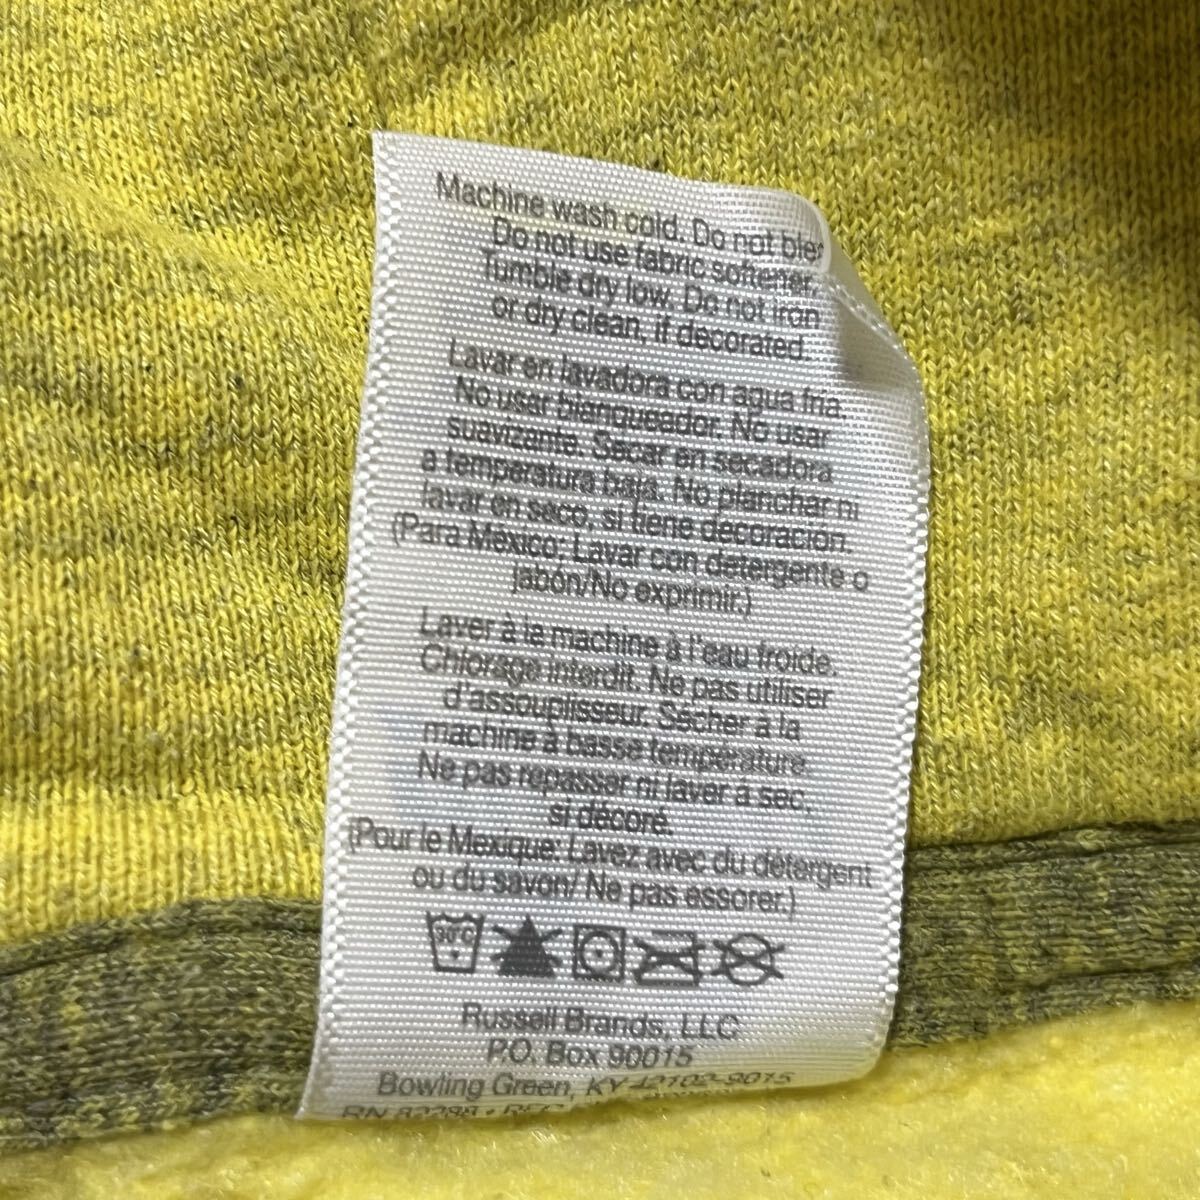 Machine wash cold. Do not
Do not use fabric softener.
Tumble dry low. Do not iron
or dry clean, if decorated.
Lavar en lavadora con agua fría.
No usar blanqueador. No usar
suavizante. Secar en secadora
a temperatura baja. No planchar ni
lavar en seco, si tiene decoración.
(Para México: Lavar con detergente o
jabón/No exprimir.)
Laver à la machine à l'eau froide.
Chlorage interdit. Ne pas utiliser
d'assouplisseur. Sécher à la
machine à basse température.
Ne pas repasser ni laver à sec,
si décoré.
(Pour le Mexique: Lavez avec du détergent
ou du savon/ Ne pas essorer.)
Russell Brands, LLC
P.O. Box 90015
Bowling Green, KY 42102-9015